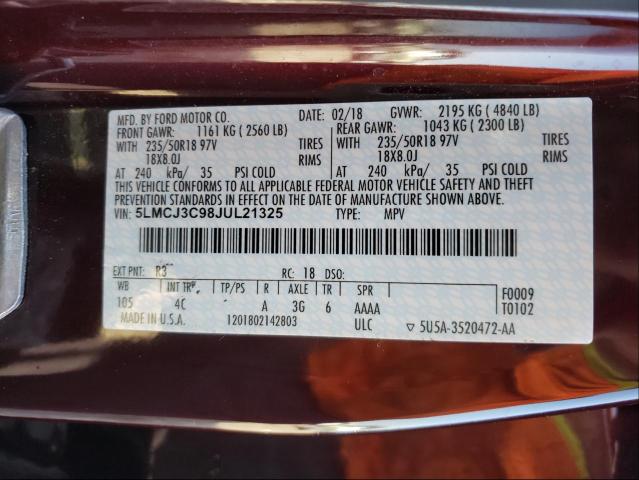 MFD. BY FORD MOTOR CO. DATE: 02/18 GVWR: 2195 KG ( 4840 LB)
FRONT GAWR: 1161 KG ( 2560 LB) REAR GAWR: 1043 KG ( 2300 LB)
WITH 235/50R18 97V TIRES WITH 235/50R18 97V TIRES
18X8.0J RIMS 18X8.0J RIMS
AT 240 kPa/ 35 PSI COLD AT 240 kPa/ 35 PSI COLD
THIS VEHICLE CONFORMS TO ALL APPLICABLE FEDERAL MOTOR VEHICLE SAFETY AND THEFT
PREVENTION STANDARDS IN EFFECT ON THE DATE OF MANUFACTURE SHOWN ABOVE.
VIN: 5LMCJ3C98JUL21325 TYPE: MPV
EXT PNT: R3 RC: 18 DSO:
WB INT TR TP/PS R AXLE TR SPR F0009
105 4C A 3G 6 AAAA T0102
MADE IN U.S.A. 1201802142803 ULC 5U5A-3520472-AA